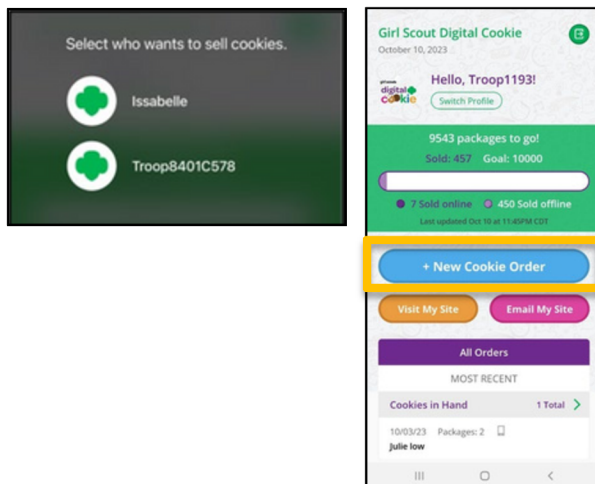 Select who wants to sell cookies.
Issabelle
Troop8401C578
Girl Scout Digital Cookie
October 10, 2023
digital
cookie
Hello, Troop1193!
Switch Profile
9543 packages to go!
Sold: 457 Goal: 10000
7 Sold online 450 Sold offline
Last updated Oct 10 at 11:45PM CDT
+ New Cookie Order
Visit My Site Email My Site
All Orders
MOST RECENT
Cookies in Hand 1 Total
10/03/23 Packages: 2
Julie low